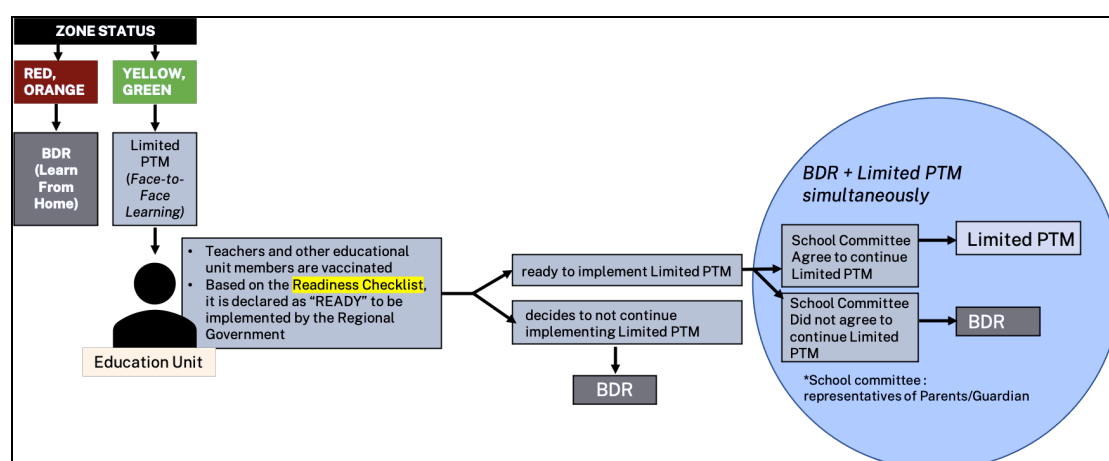 ZONE STATUS
RED,
ORANGE
YELLOW,
GREEN
BDR
(Learn
From
Home)
Limited
PTM
(Face-to-
Face
Learning)
• Teachers and other educational
unit members are vaccinated
• Based on the Readiness Checklist,
it is declared as “READY” to be
implemented by the Regional
Government
Education Unit
ready to implement Limited PTM
decides to not continue
implementing Limited PTM
BDR
BDR + Limited PTM
simultaneously
School Committee
Agree to continue
Limited PTM
Limited PTM
School Committee
Did not agree to
continue Limited
PTM
BDR
*School committee :
representatives of Parents/Guardian